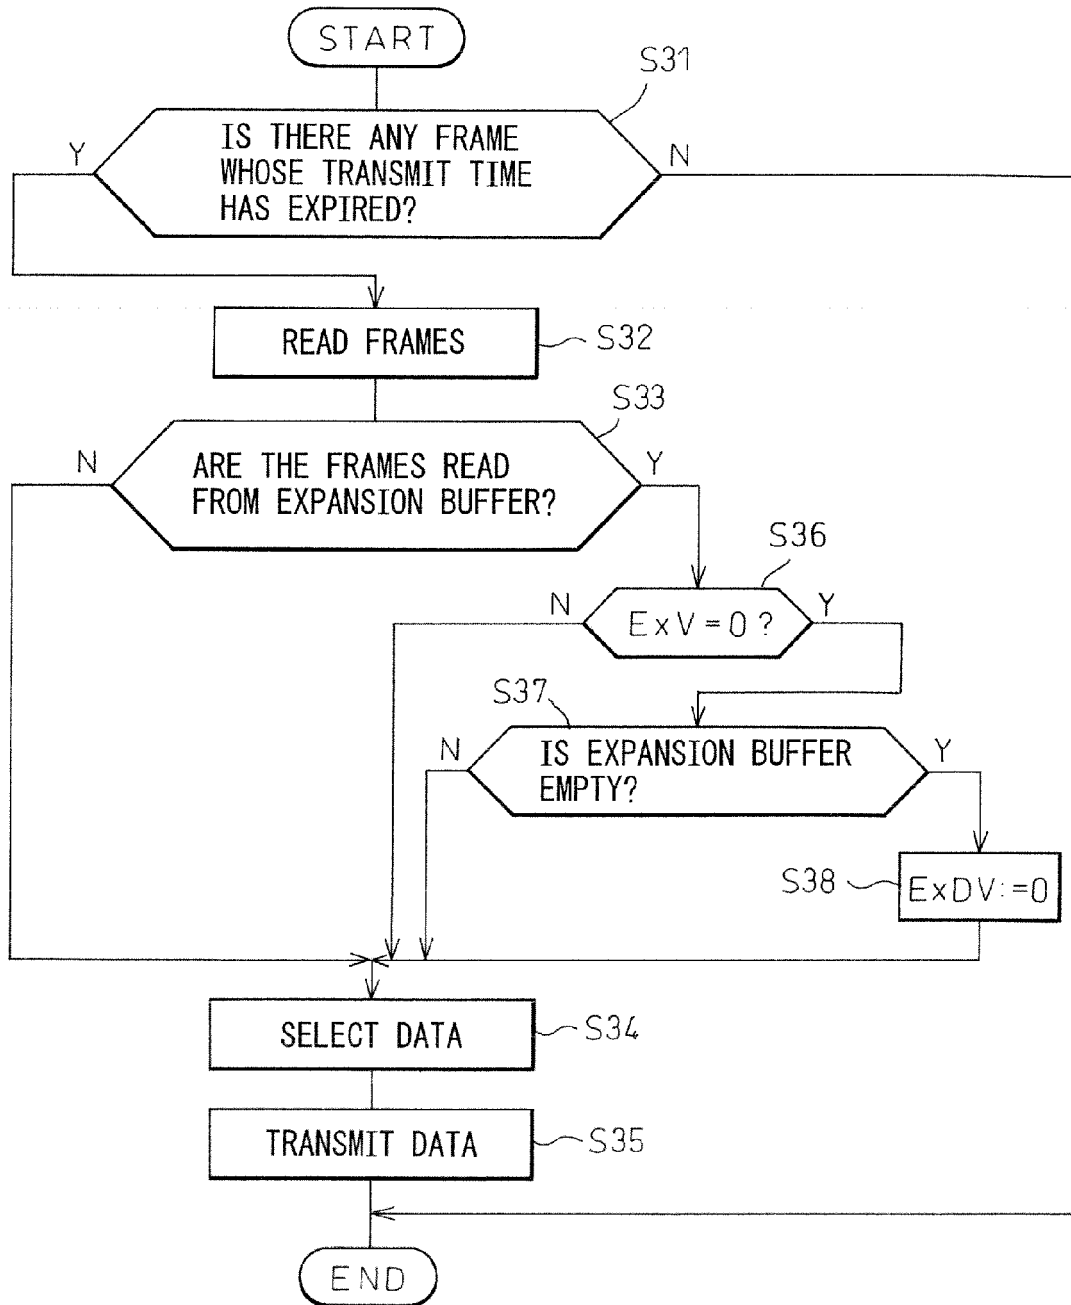 START
S31
Y
IS THERE ANY FRAME
WHOSE TRANSMIT TIME
HAS EXPIRED?
N
READ FRAMES
S32
S33
N
ARE THE FRAMES READ
FROM EXPANSION BUFFER?
Y
S36
N
ExV=0?
Y
S37
N
IS EXPANSION BUFFER
EMPTY?
Y
S38
ExDV:=0
SELECT DATA
S34
TRANSMIT DATA
S35
END